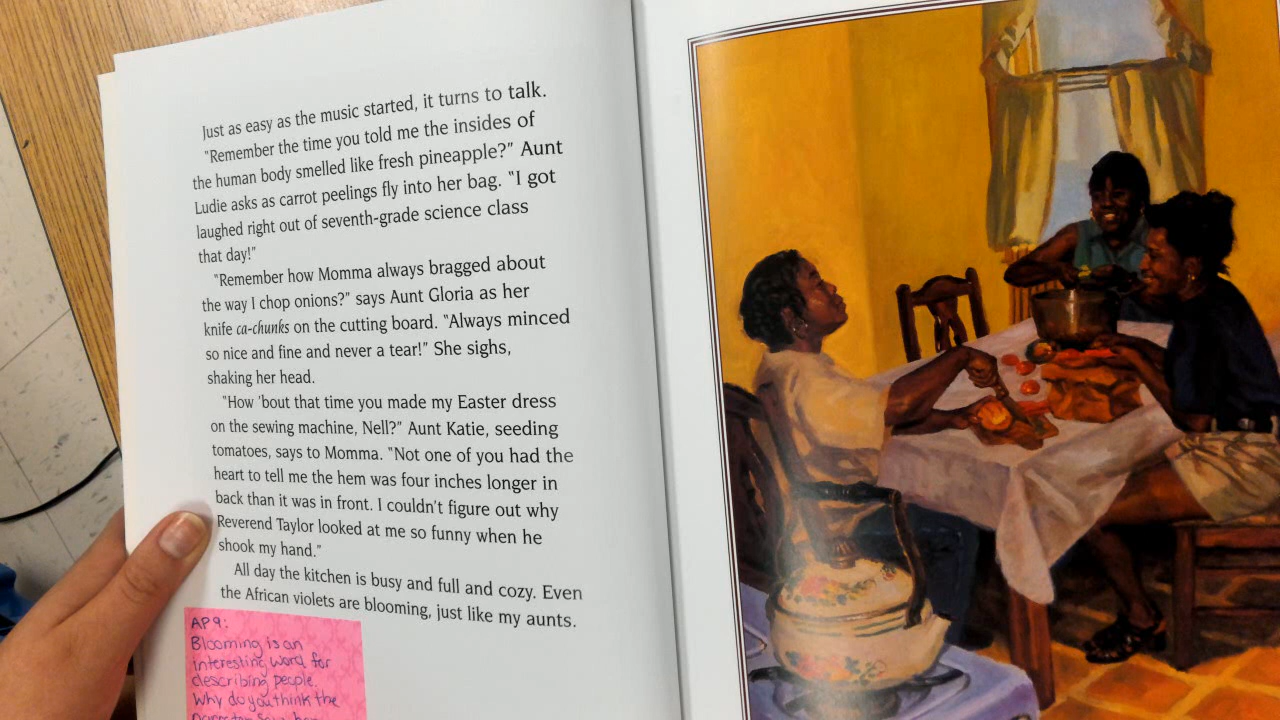 Just as easy as the music started, it turns to talk.
"Remember the time you told me the insides of
the human body smelled like fresh pineapple?" Aunt
Ludie asks as carrot peelings fly into her bag. "I got
laughed right out of seventh-grade science class
that day!"
"Remember how Momma always bragged about
the way I chop onions?" says Aunt Gloria as her
knife ca-chunks on the cutting board. "Always minced
so nice and fine and never a tear!" She sighs,
shaking her head.
"How 'bout that time you made my Easter dress
on the sewing machine, Nell?" Aunt Katie, seeding
tomatoes, says to Momma. "Not one of you had the
heart to tell me the hem was four inches longer in
back than it was in front. I couldn't figure out why
Reverend Taylor looked at me so funny when he
shook my hand."
All day the kitchen is busy and full and cozy. Even
the African violets are blooming, just like my aunts.
AP9:
Blooming is an
interesting word for
describing people.
Why do you think the